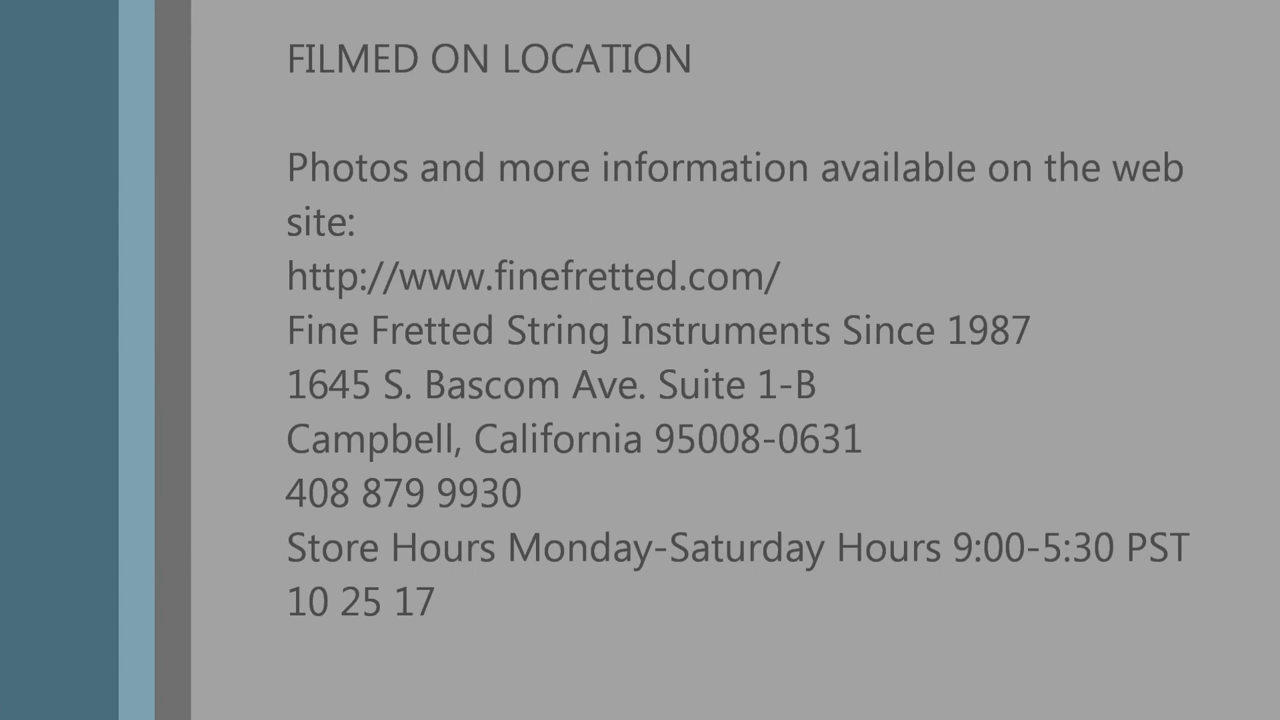 FILMED ON LOCATION
Photos and more information available on the web
site:
http://www.finefretted.com/
Fine Fretted String Instruments Since 1987
1645 S. Bascom Ave. Suite 1-B
Campbell, California 95008-0631
408 879 9930
Store Hours Monday-Saturday Hours 9:00-5:30 PST
10 25 17